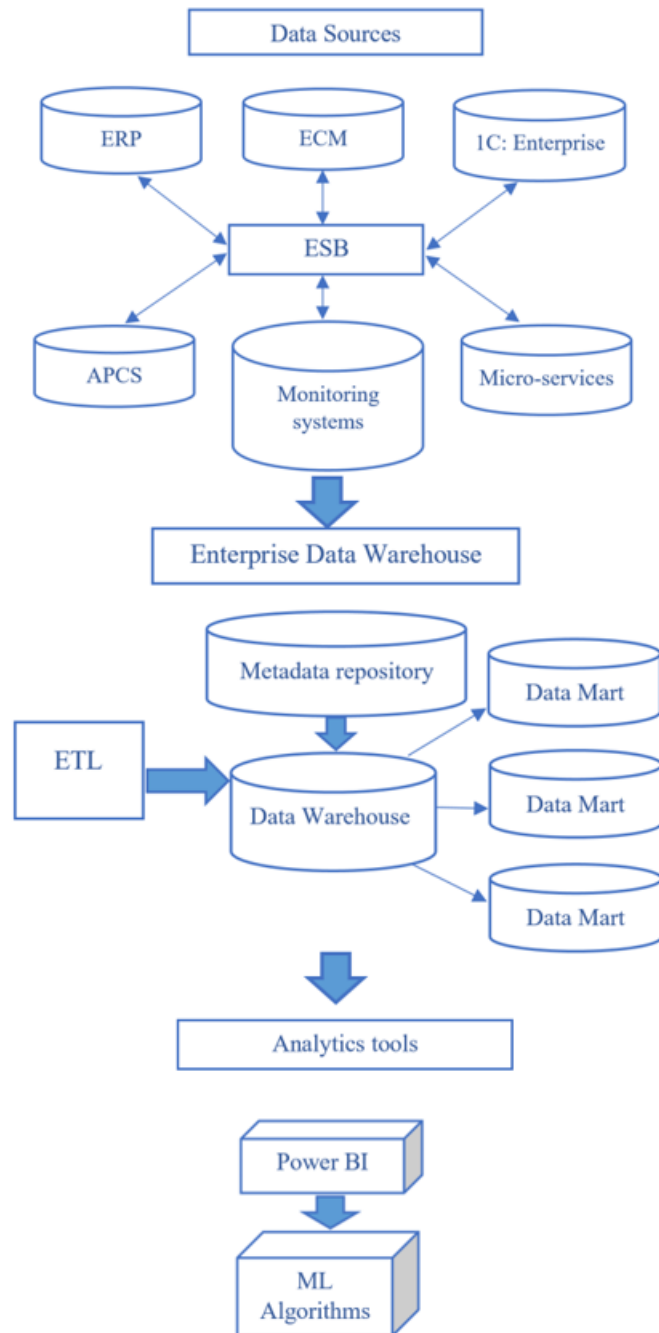 Data Sources
ERP
ECM
1C: Enterprise
ESB
APCS
Monitoring
systems
Micro-services
Enterprise Data Warehouse
Metadata repository
Data Mart
ETL
Data Warehouse
Data Mart
Data Mart
Analytics tools
Power BI
ML
Algorithms